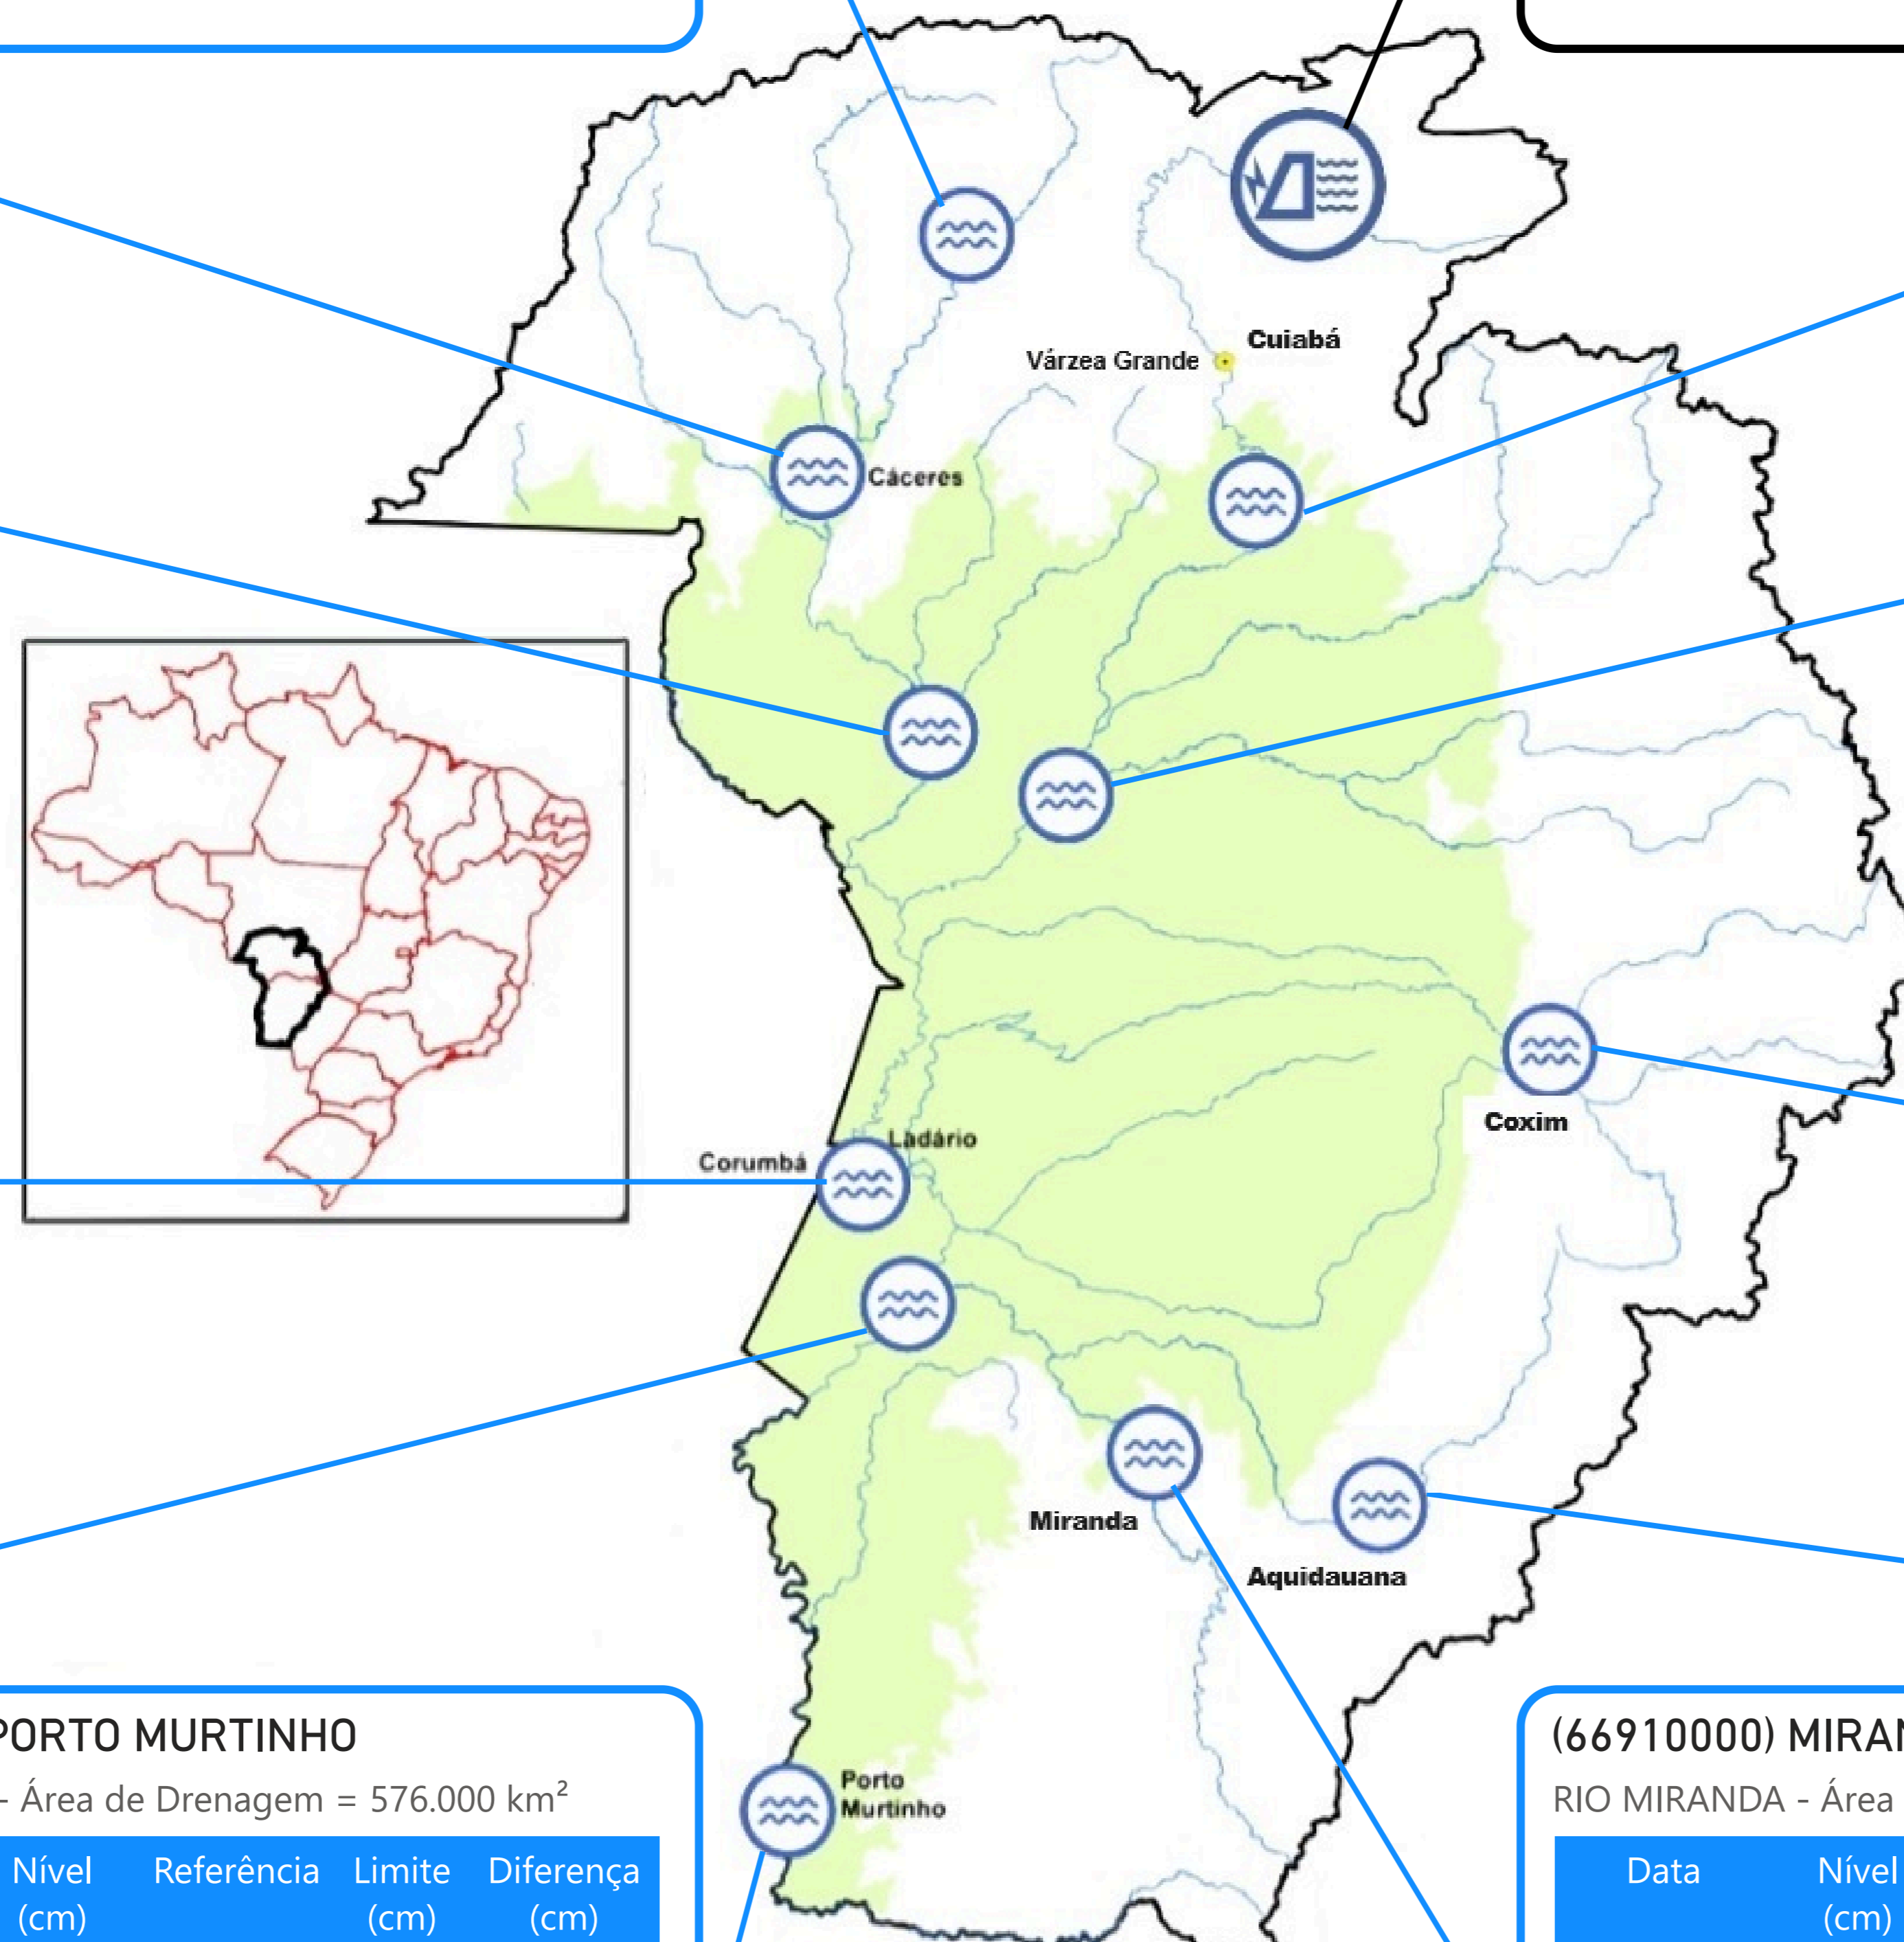 Cuiabá
Várzea Grande
Cáceres
Coxim
Ladário
Corumbá
Miranda
Aquidauana
Porto
Murtinho
PORTO MURTINHO
- Área de Drenagem = 576.000 km²
Nível Referência Limite Diferença
(cm) (cm) (cm)
(66910000) MIRAN
RIO MIRANDA - Área
Data Nível
(cm)